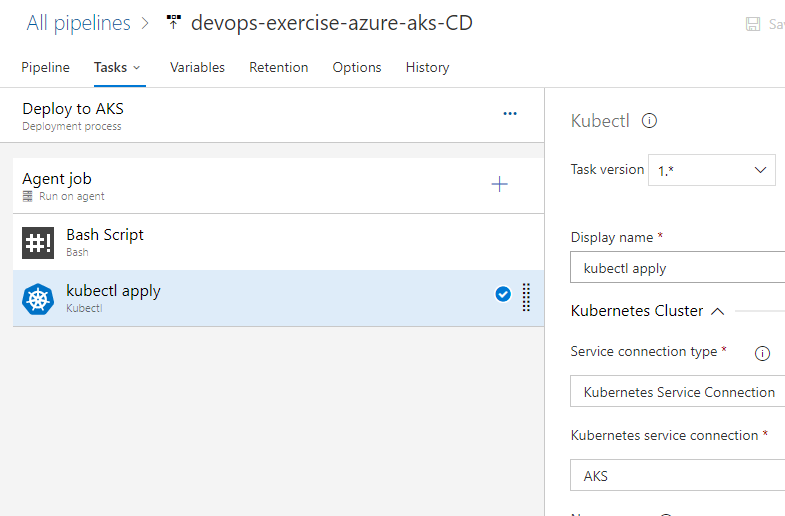 All pipelines > devops-exercise-azure-aks-CD
Pipeline Tasks Variables Retention Options History
Deploy to AKS
Deployment process
Agent job
Run on agent
#!
Bash Script
Bash
kubectl apply
Kubectl
Kubectl
Task version 1.*
Display name *
kubectl apply
Kubernetes Cluster
Service connection type *
Kubernetes Service Connection
Kubernetes service connection *
AKS